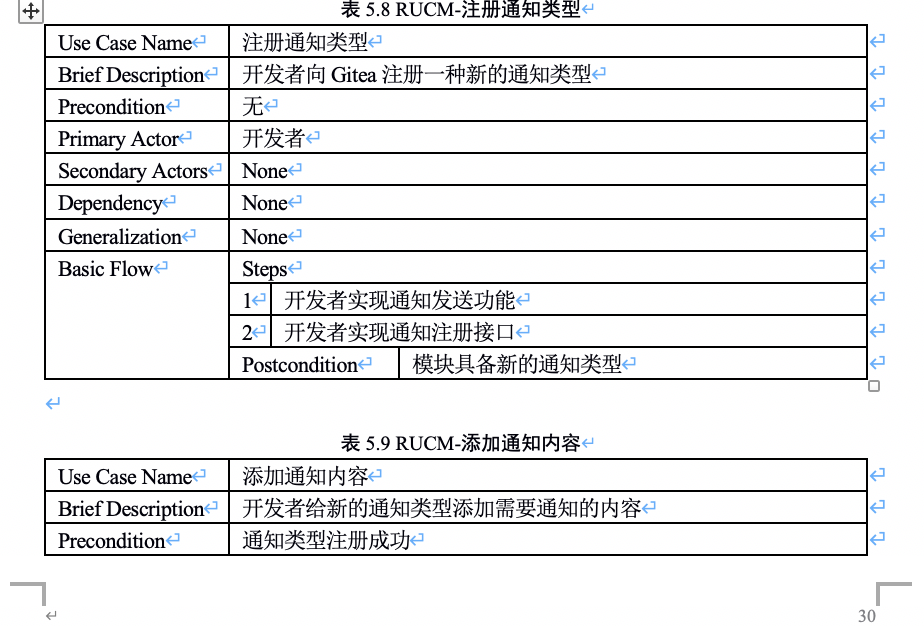 表 5.8 RUCM-注册通知类型
Use Case Name 注册通知类型
Brief Description 开发者向 Gitea 注册一种新的通知类型
Precondition 无
Primary Actor 开发者
Secondary Actors None
Dependency None
Generalization None
Basic Flow Steps
1 开发者实现通知发送功能
2 开发者实现通知注册接口
Postcondition 模块具备新的通知类型
表 5.9 RUCM-添加通知内容
Use Case Name 添加通知内容
Brief Description 开发者给新的通知类型添加需要通知的内容
Precondition 通知类型注册成功
30